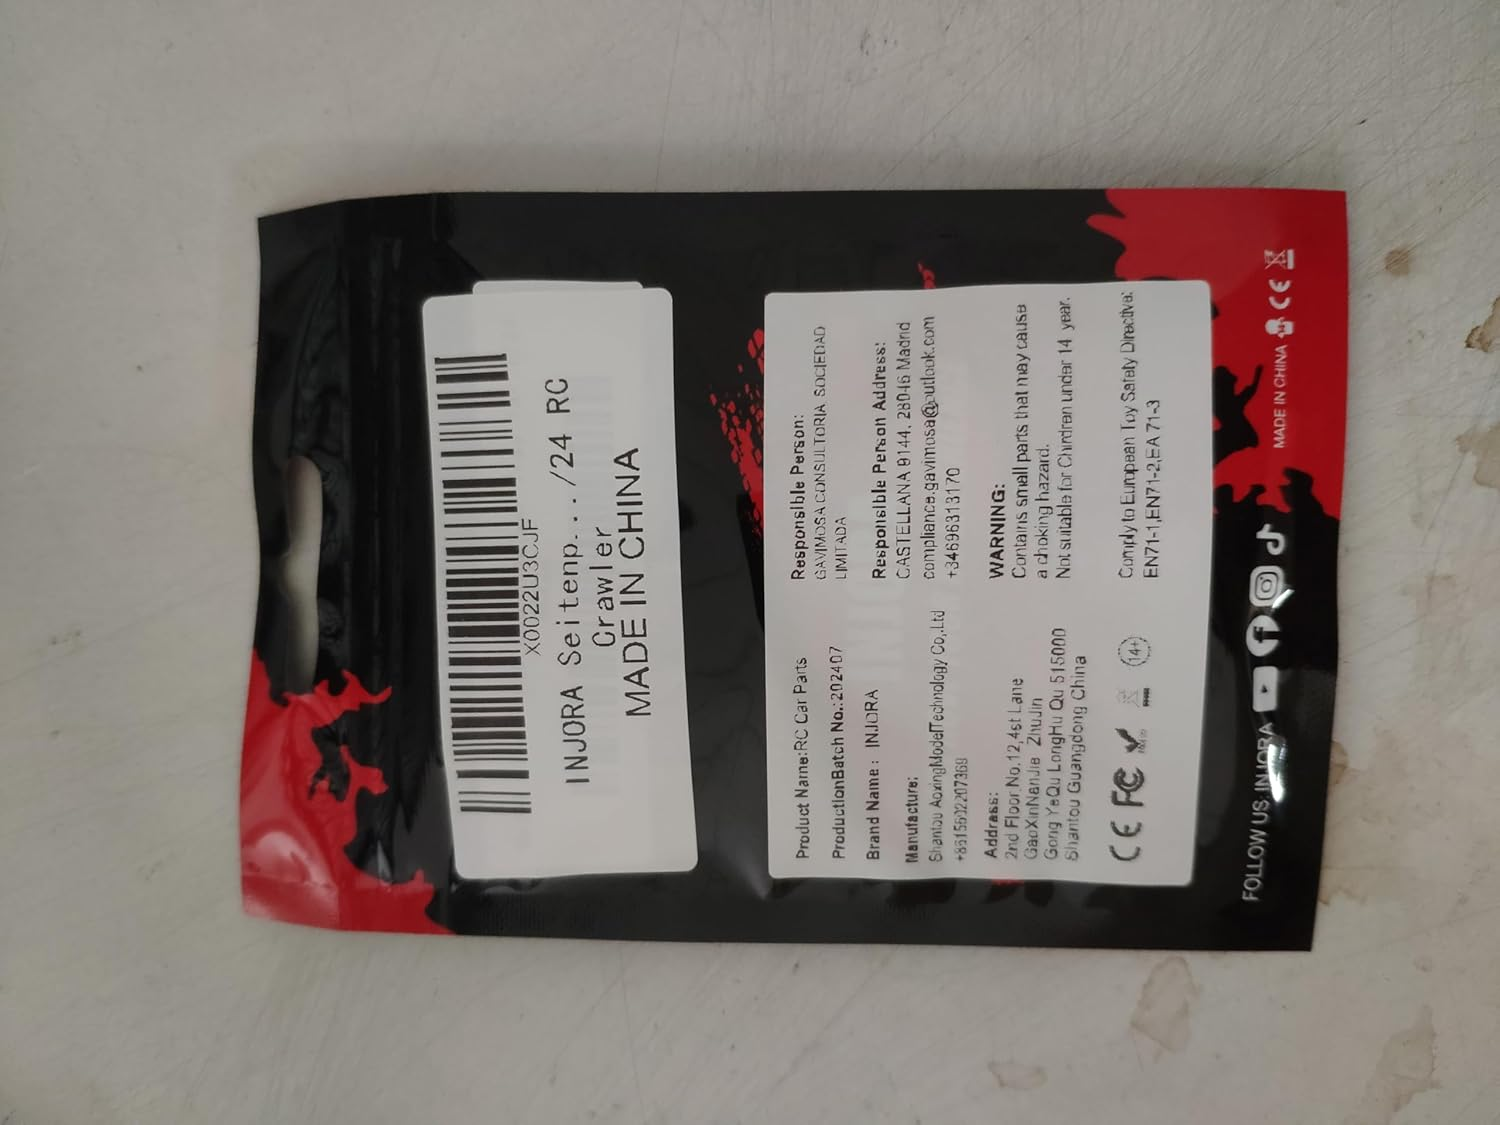 X0022U3CJF
INJORA Seitenp.../24 RC
Crawler
MADE IN CHINA
Product Name:RC Car Parts
ProductionBatch No.:202407
Brand Name: INJORA
Manufacture:
Shantou AoxingModelTechnology Co,.Ltd
Address:
2nd Floor No.12,4st Lane
GaoXinNanJie ZhuJin
Gong YeQu LongHu Qu 515000
Shantou Guangdong China
CE FC
14+
Responsible Person:
GAVIMOSA CONSULTORIA SOCIEDAD
LIMITADA
Responsible Person Address:
CASTELLANA 9144, 28046 Madrid
compliance.gavimosa@outlook.com
+34696313170
WARNING:
Contains small parts that may cause
a choking hazard.
Not suitable for Chirdren under 14 year.
Comply to European Toy Safety Directive:
EN71-1,EN71-2,EA 71-3
FOLLOW US:INJORA
MADE IN CHINA CE